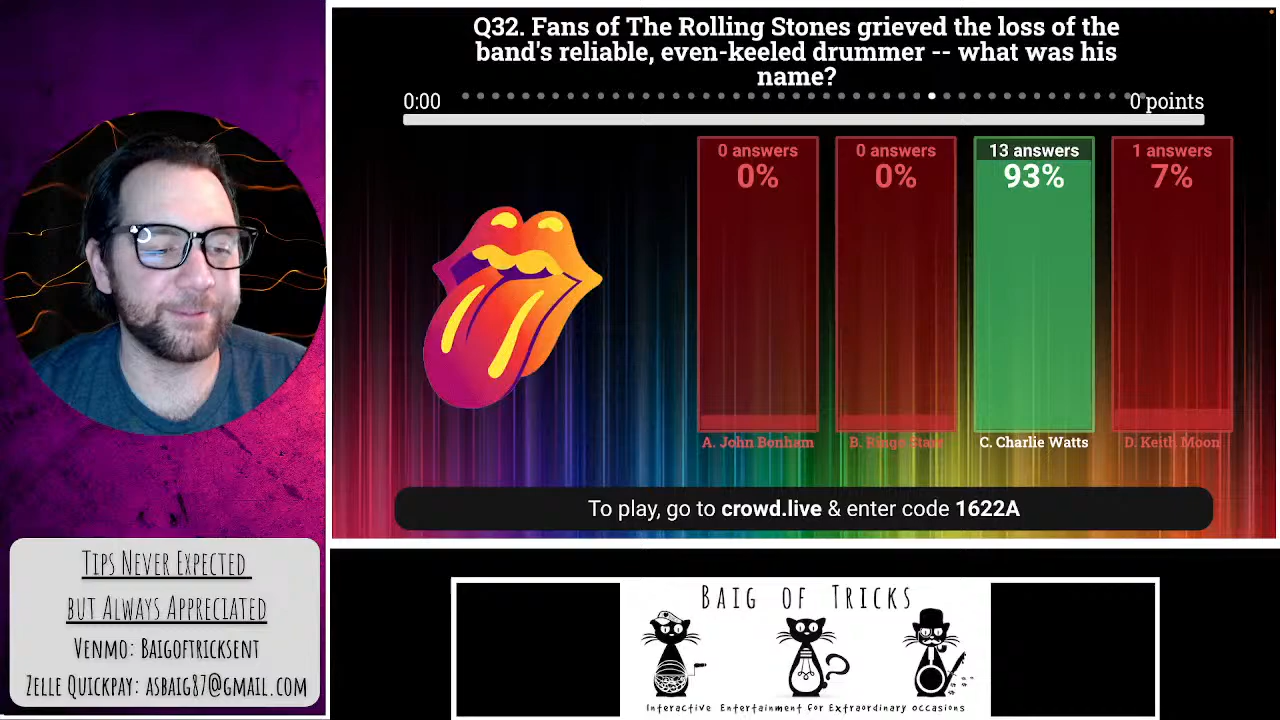 Q32. Fans of The Rolling Stones grieved the loss of the
band's reliable, even-keeled drummer -- what was his
name?
0:00
0 points
0 answers
0%
0 answers
0%
13 answers
93%
1 answers
7%
A. John Bonham
B. Ringo Starr
C. Charlie Watts
D. Keith Moon
To play, go to crowd.live & enter code 1622A
Tips Never Expected
but Always Appreciated
Venmo: Baigoftricksent
Zelle Quickpay: asbaig87@gmail.com
Baig of Tricks
Interactive Entertainment for Extraordinary Occasions